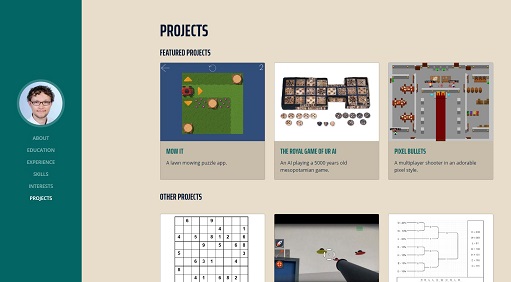 ABOUT
EDUCATION
EXPERIENCE
SKILLS
INTERESTS
PROJECTS
PROJECTS
FEATURED PROJECTS
2
MOW IT
A lawn mowing puzzle app.
THE ROYAL GAME OF UR AI
An AI playing a 5000 years old
mesopotamian game.
PIXEL BULLETS
A multiplayer shooter in an adorable
pixel style.
OTHER PROJECTS